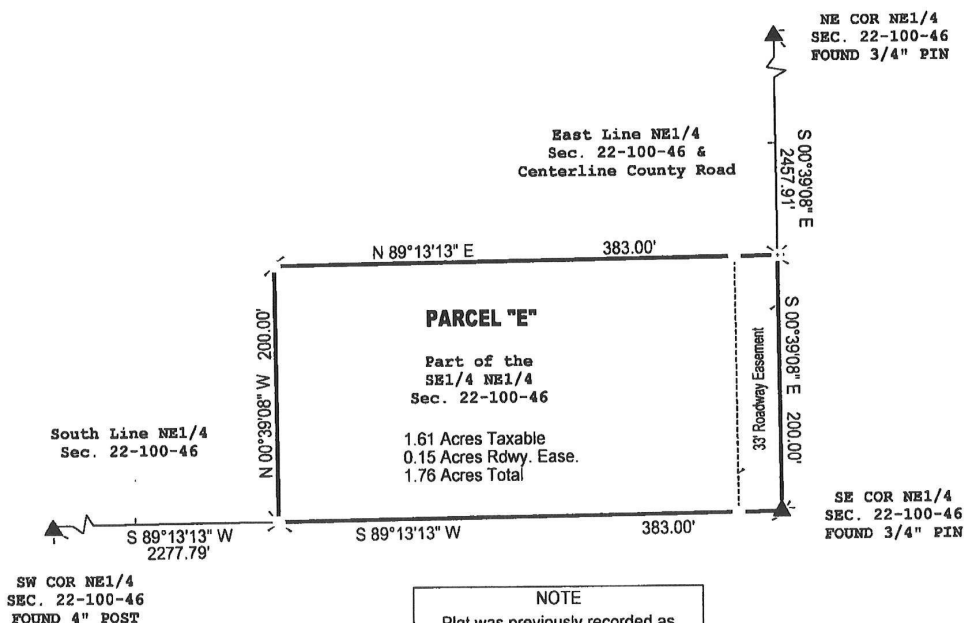 NE COR NE1/4
SEC. 22-100-46
FOUND 3/4" PIN
East Line NE1/4
Sec. 22-100-46 &
Centerline County Road
S 00°39'08" E
2457.91'
N 89°13'13" E
383.00'
PARCEL "E"
Part of the
SE1/4 NE1/4
Sec. 22-100-46
1.61 Acres Taxable
0.15 Acres Rdwy. Ease.
1.76 Acres Total
N 00°39'08" W 200.00'
33' Roadway Easement
S 00°39'08" E 200.00'
South Line NE1/4
Sec. 22-100-46
S 89°13'13" W
2277.79'
S 89°13'13" W
383.00'
SE COR NE1/4
SEC. 22-100-46
FOUND 3/4" PIN
SW COR NE1/4
SEC. 22-100-46
FOUND 4" POST
NOTE
Plat was previously recorded as